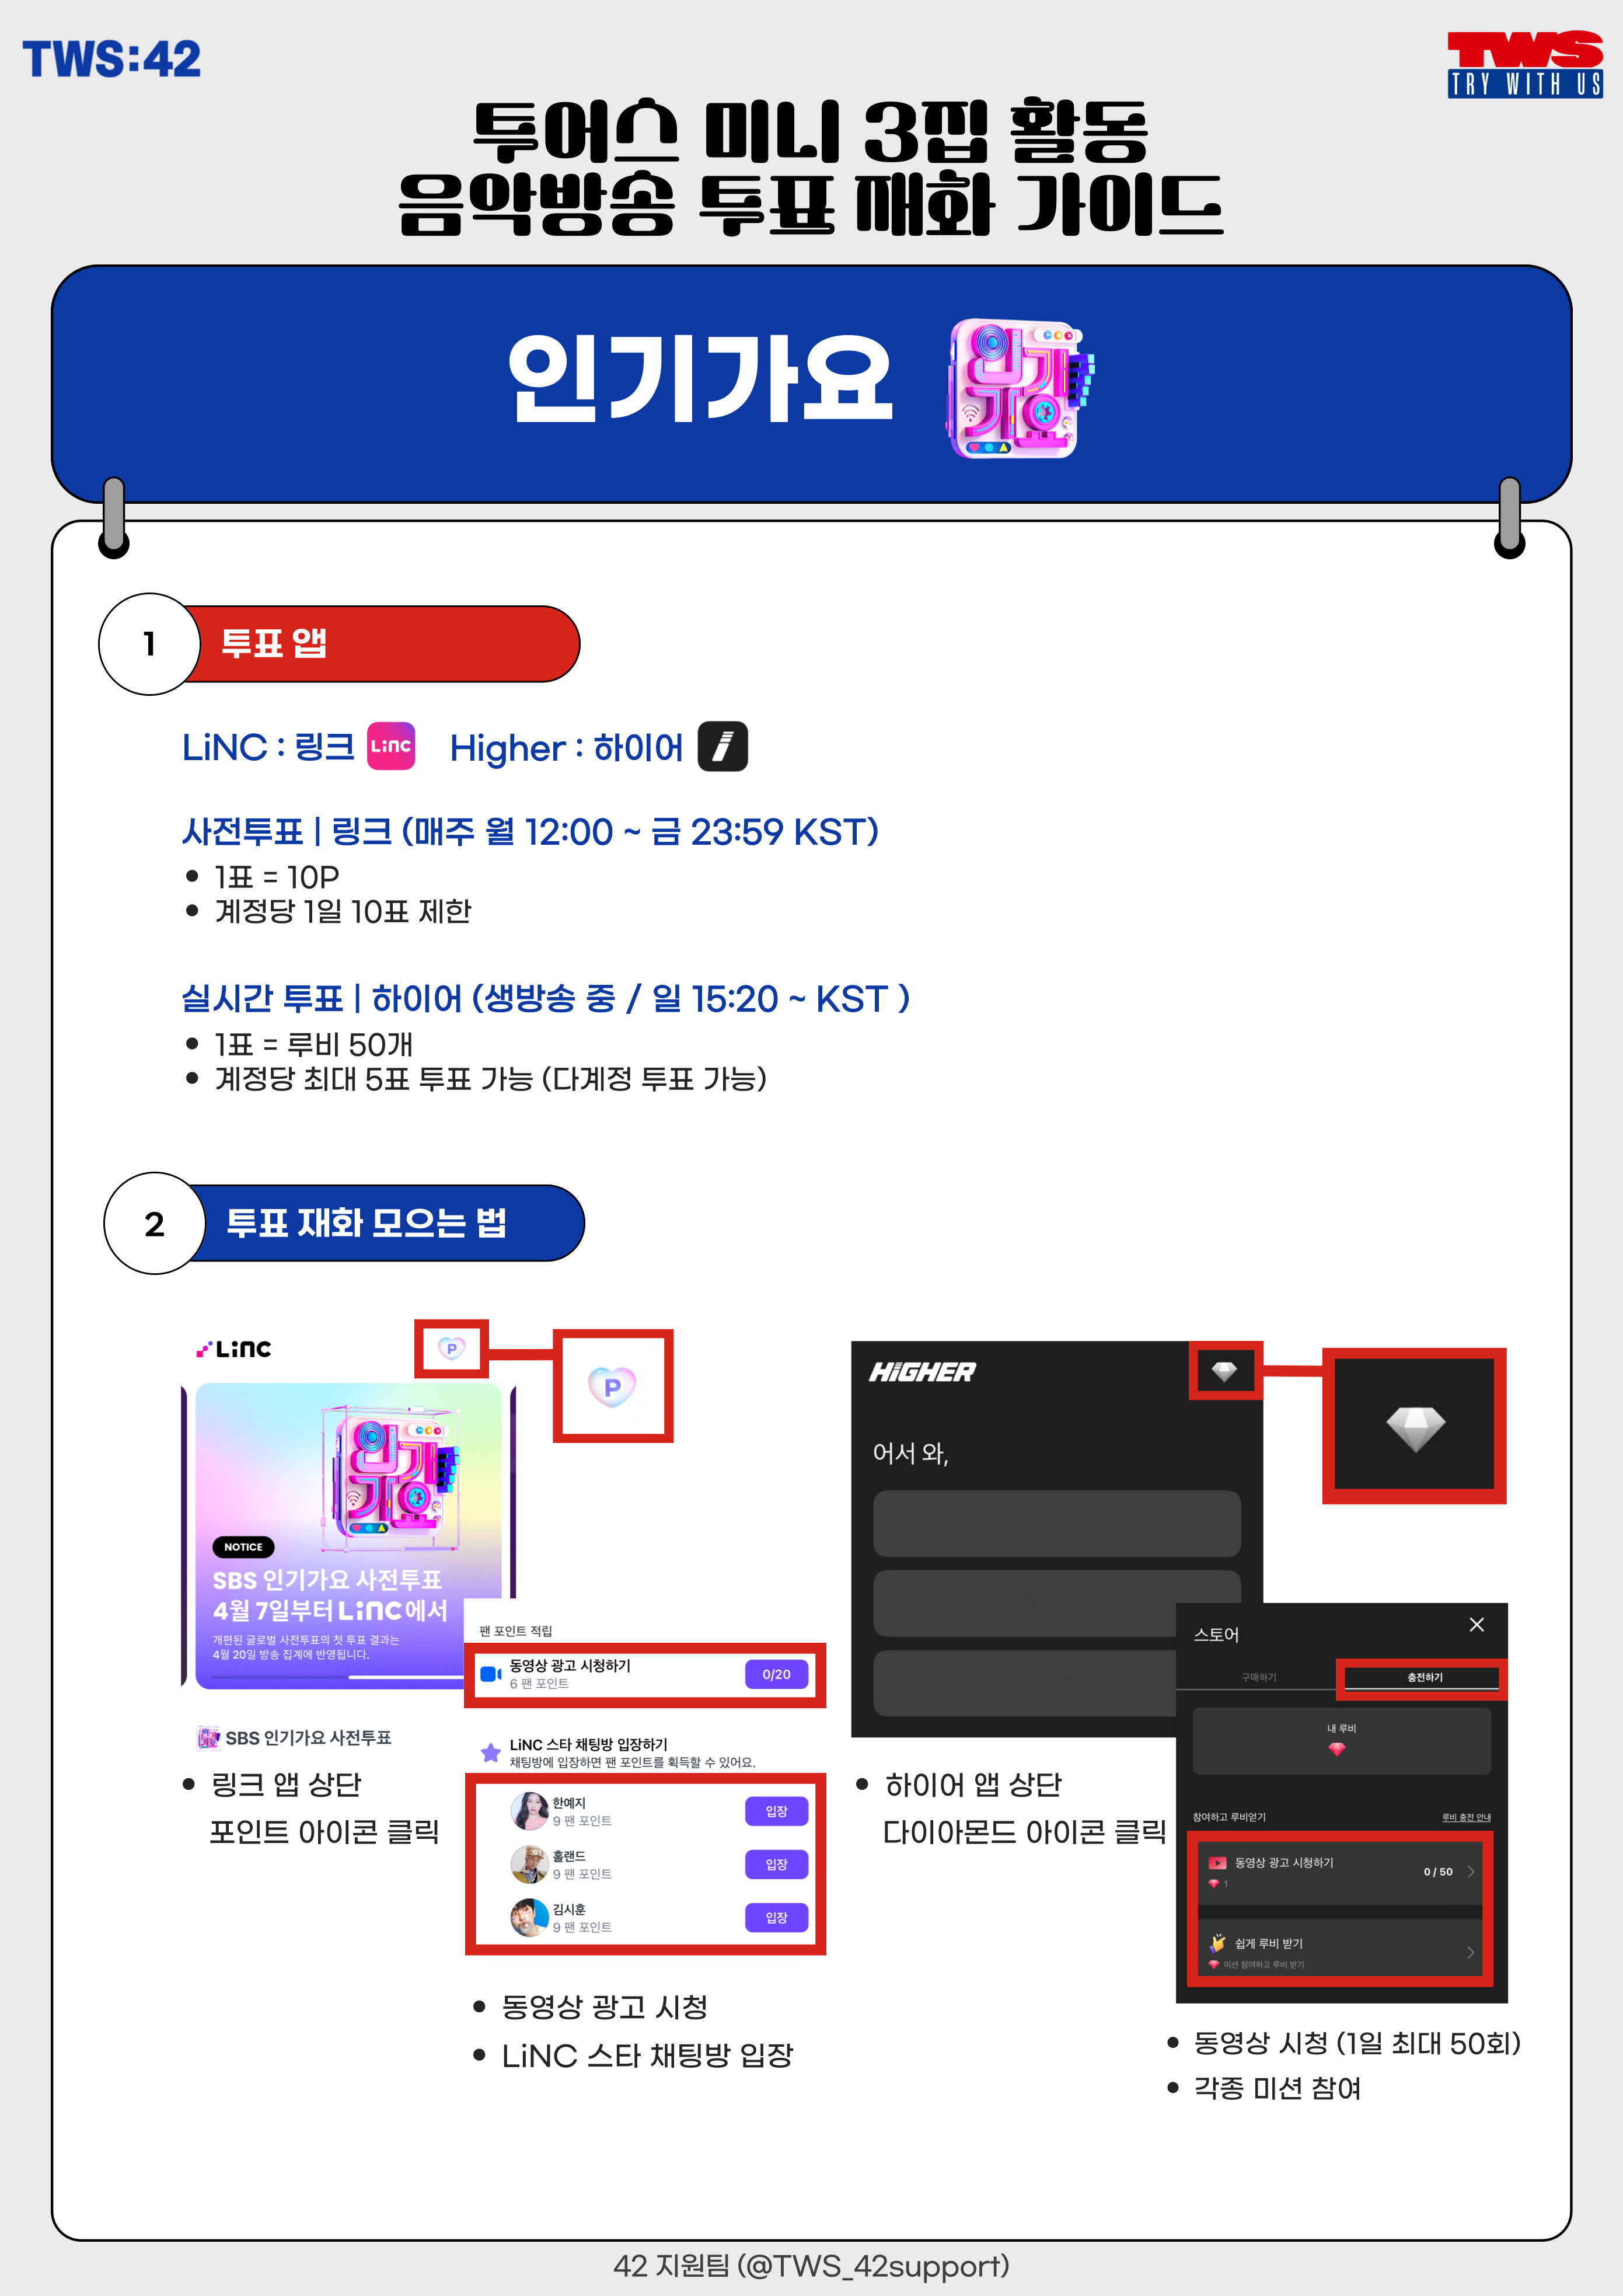 TWS:42
TWS
TRY WITH US
투어스 미니 3집 활동
음악방송 투표 재화 가이드
인기가요
인기가요
1
투표 앱
LiNC : 링크
LiNC
Higher : 하이어
사전투표 | 링크 (매주 월 12:00 ~ 금 23:59 KST)
• 1표 = 10P
• 계정당 1일 10표 제한
실시간 투표 | 하이어 (생방송 중 / 일 15:20 ~ KST )
• 1표 = 루비 50개
• 계정당 최대 5표 투표 가능 (다계정 투표 가능)
2
투표 재화 모으는 법
LiNC
P
P
인기가요
NOTICE
SBS 인기가요 사전투표
4월 7일부터 LiNC에서
개편된 글로벌 사전투표의 첫 투표 결과는
4월 20일 방송 집계에 반영됩니다.
SBS 인기가요 사전투표
• 링크 앱 상단
포인트 아이콘 클릭
팬 포인트 적립
동영상 광고 시청하기
6 팬 포인트
0/20
LiNC 스타 채팅방 입장하기
채팅방에 입장하면 팬 포인트를 획득할 수 있어요.
한예지
9 팬 포인트
입장
홀랜드
9 팬 포인트
입장
김시훈
9 팬 포인트
입장
• 동영상 광고 시청
• LiNC 스타 채팅방 입장
HiGHER
어서 와,
• 하이어 앱 상단
다이아몬드 아이콘 클릭
스토어
구매하기
충전하기
내 루비
참여하고 루비얻기
루비 충전 안내
동영상 광고 시청하기
1
0 / 50
쉽게 루비 받기
미션 참여하고 루비 받기
• 동영상 시청 (1일 최대 50회)
• 각종 미션 참여
42 지원팀 (@TWS_42support)